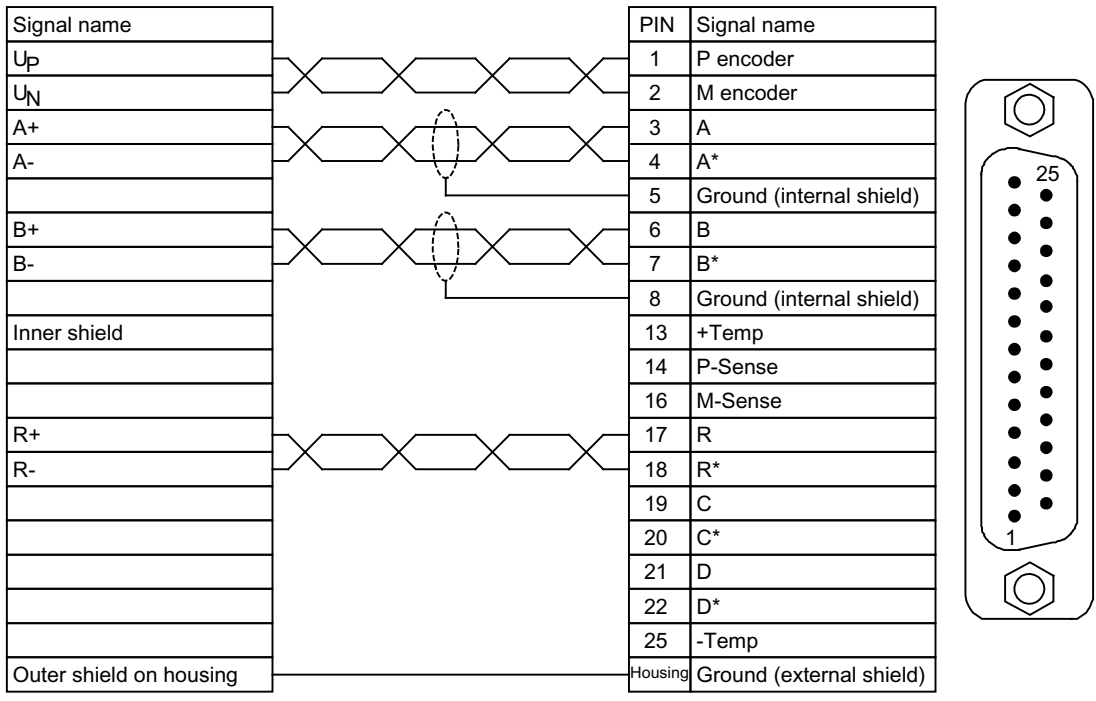 Signal name PIN Signal name
UP 1 P encoder
UN 2 M encoder
A+ 3 A
A- 4 A*
5 Ground (internal shield)
B+ 6 B
B- 7 B*
8 Ground (internal shield)
Inner shield 13 +Temp
14 P-Sense
16 M-Sense
R+ 17 R
R- 18 R*
19 C
20 C*
21 D
22 D*
25 -Temp
Outer shield on housing Housing Ground (external shield)
25
1